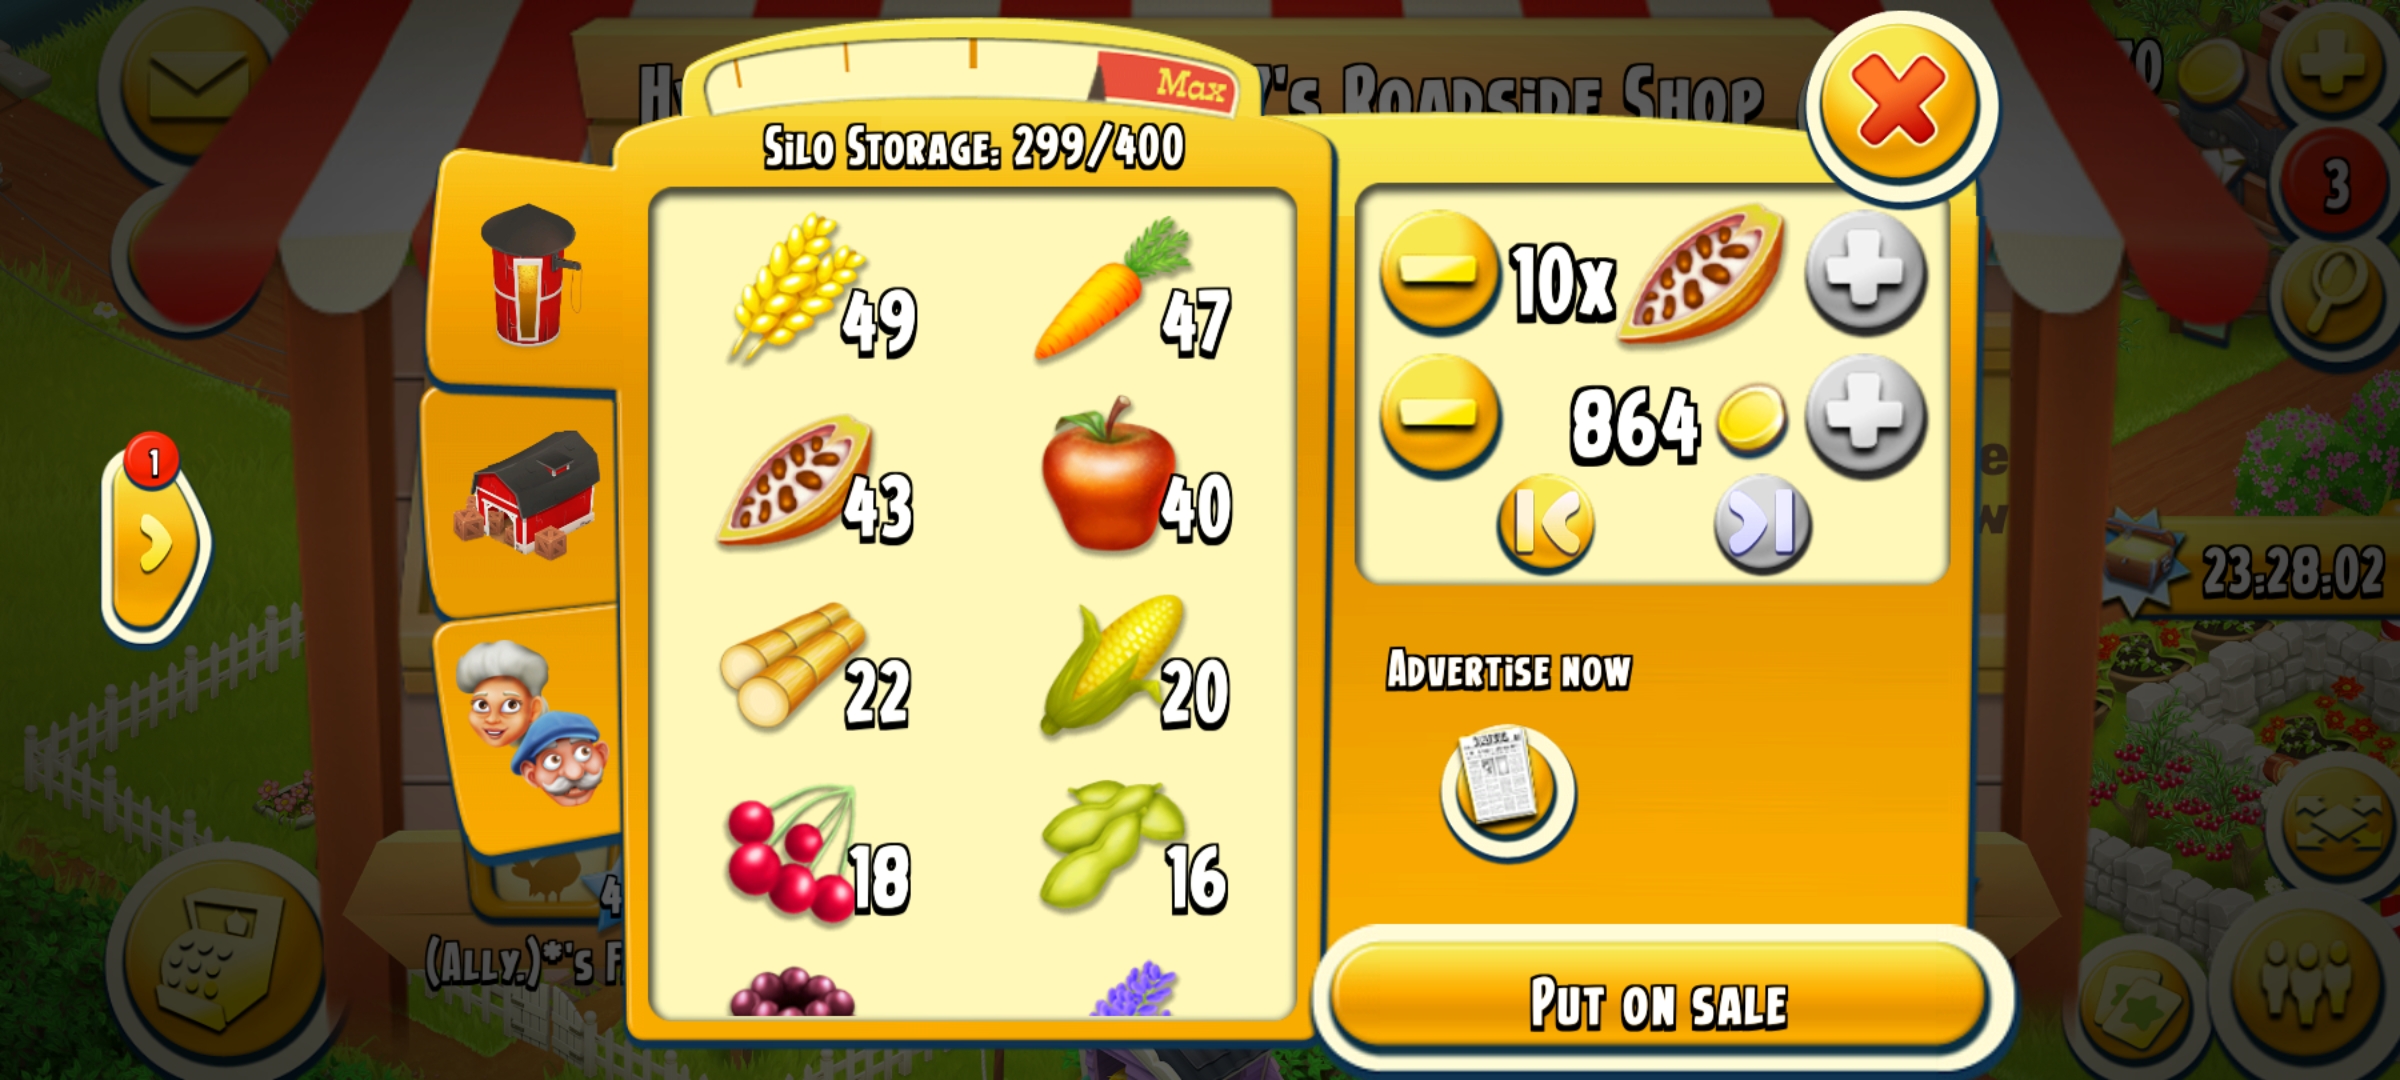 Max
Silo Storage: 299/400
's Roadside Shop
3
49
47
10x
43
40
864
1
22
20
Advertise now
23:28:02
18
16
(Ally.)*'s
Put on sale